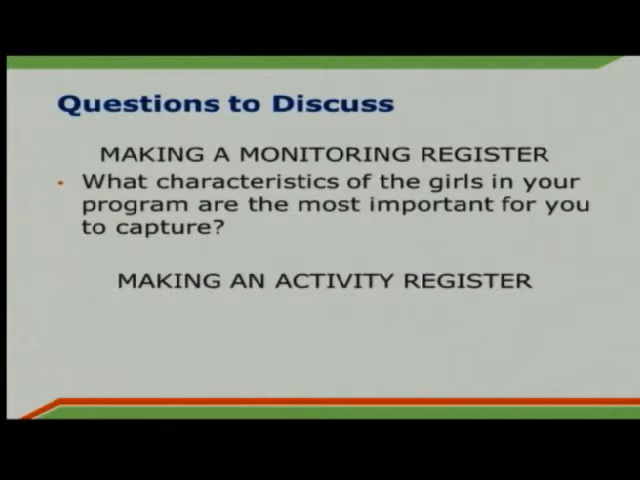 Questions to Discuss
MAKING A MONITORING REGISTER
• What characteristics of the girls in your
program are the most important for you
to capture?
MAKING AN ACTIVITY REGISTER